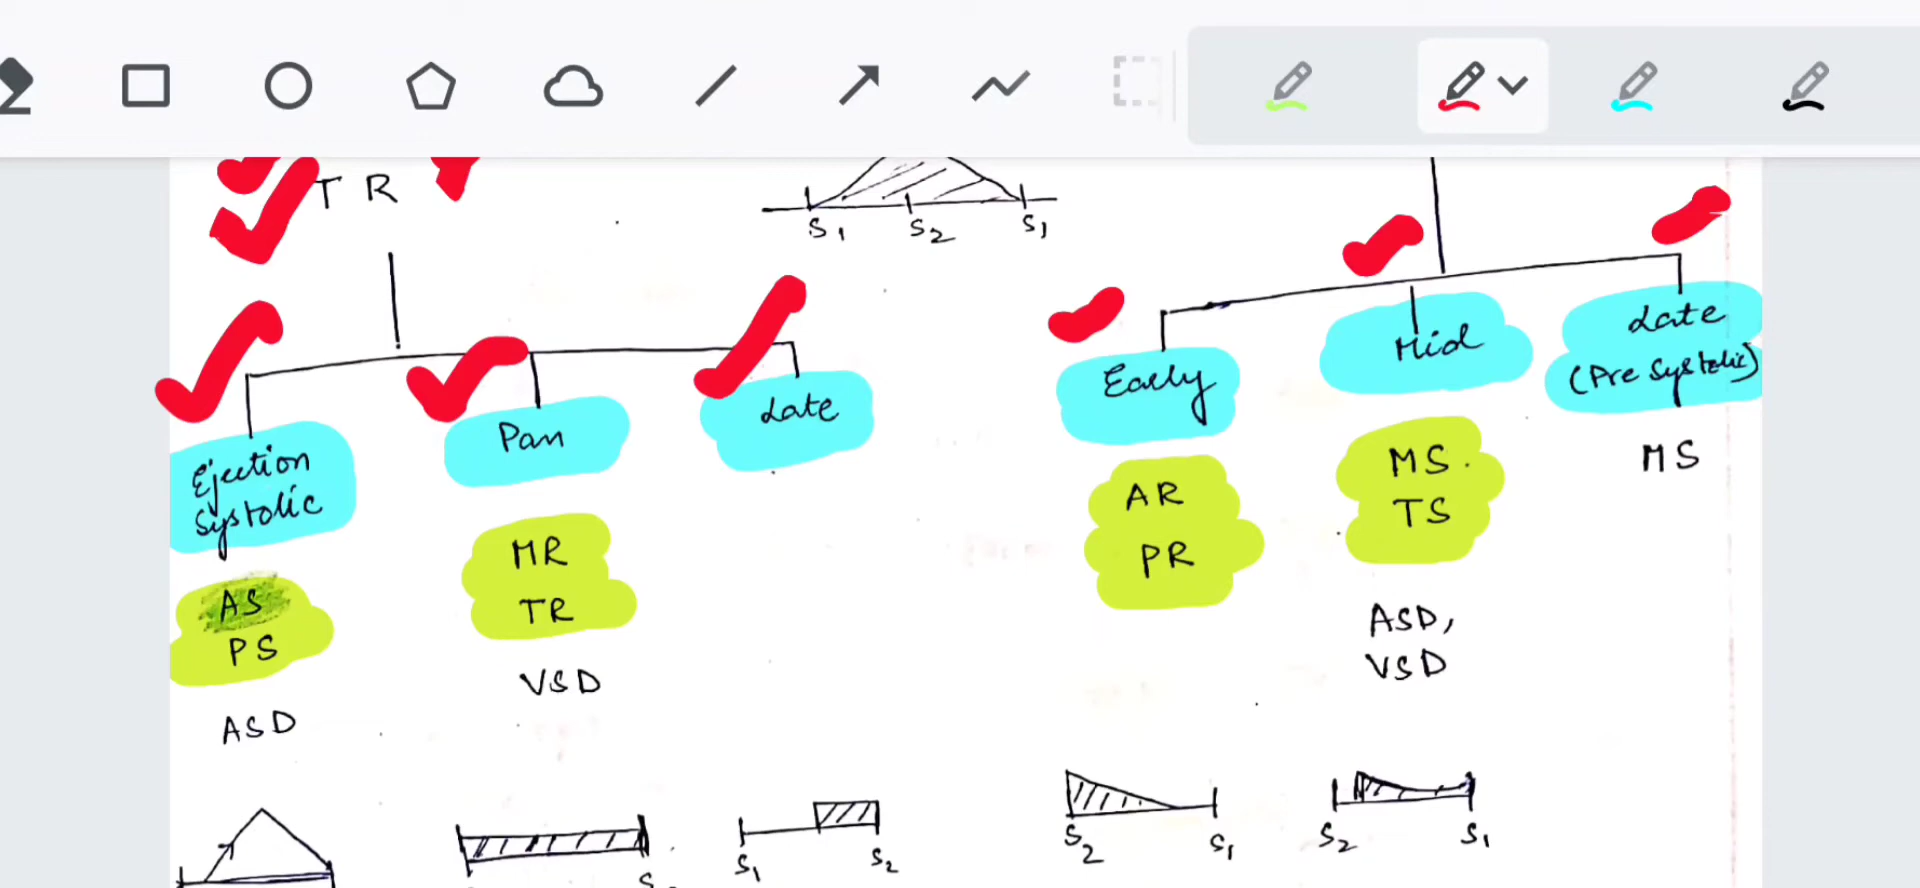 TR
S1 S2 S1
Ejection
Systolic
Pan
Late
AS
PS
ASD
MR
TR
VSD
S1 S2
Early
Mid
Late
(Pre Systolic)
AR
PR
MS.
TS
ASD,
VSD
MS
S2 S1
S2 S1